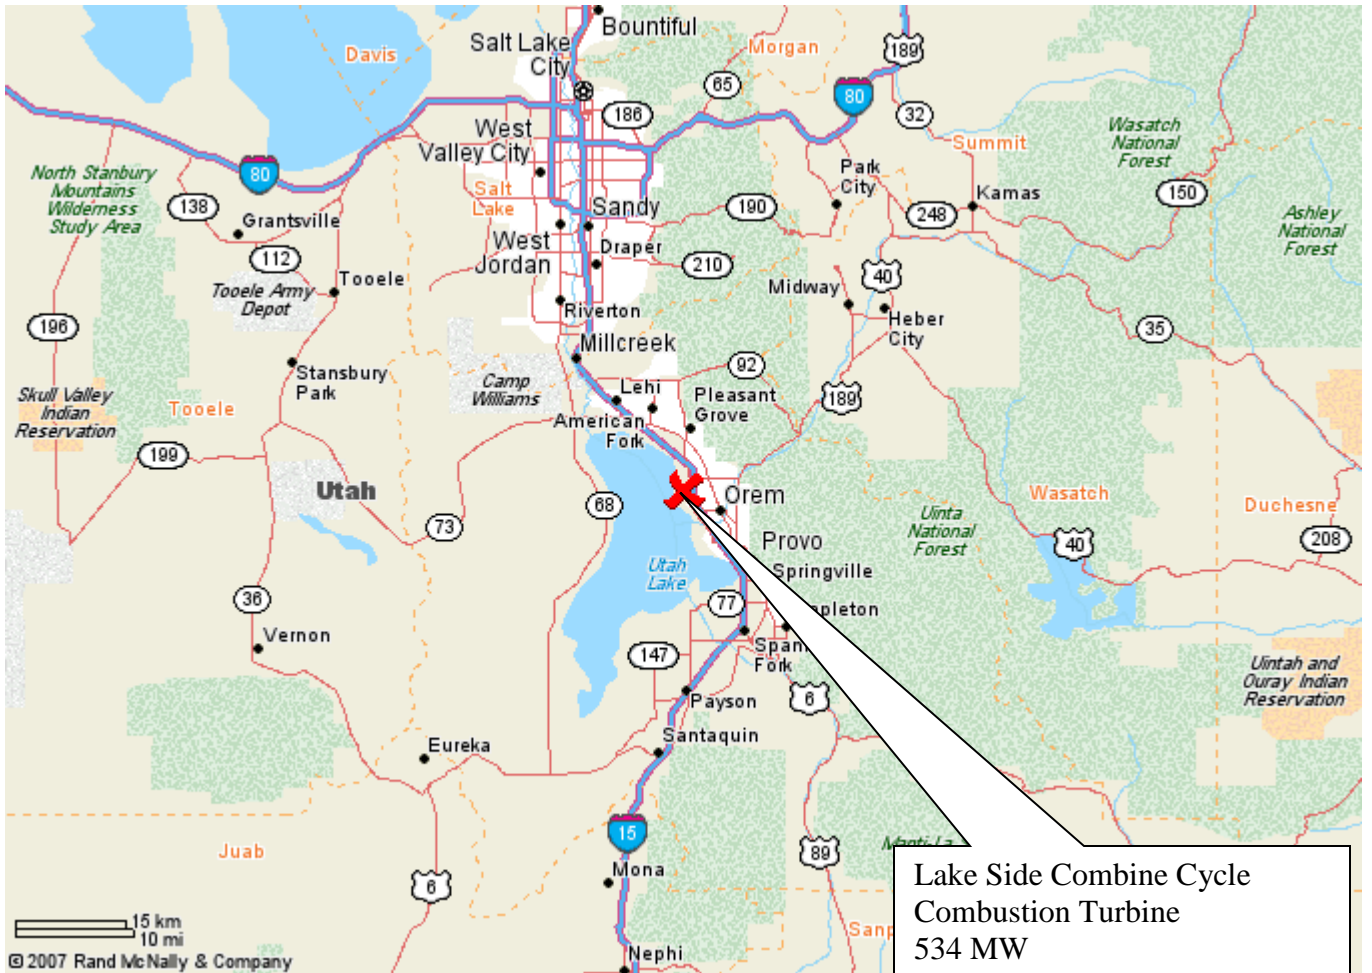 Bountiful
Salt Lake
City
Davis
Morgan
189
65
80
186
32
West
Valley City
Wasatch
National
Forest
Summit
North Stanbury
Mountains
Wilderness
Study Area
80
Park
City
Salt
Lake
Kamas
150
138
Grantsville
Sandy
190
248
Ashley
National
Forest
West
Jordan
Draper
112
210
Tooele
40
Tooele Army
Depot
Midway
Riverton
Heber
City
196
35
Millcreek
Stansbury
Park
92
Camp
Williams
Lehi
Pleasant
Grove
189
Skull Valley
Indian
Reservation
Tooele
American
Fork
199
Utah
Orem
Wasatch
Duchesne
68
73
Uinta
National
Forest
40
208
Provo
Utah
Lake
Springville
36
77
pleton
Vernon
Span
Fork
147
Uintah and
Ouray Indian
Reservation
6
Payson
Santaquin
Eureka
15
Juab
89
Manti-La
Mona
6
Lake Side Combine Cycle
Combustion Turbine
534 MW
15 km
10 mi
Sanp
Nephi
© 2007 Rand McNally & Company